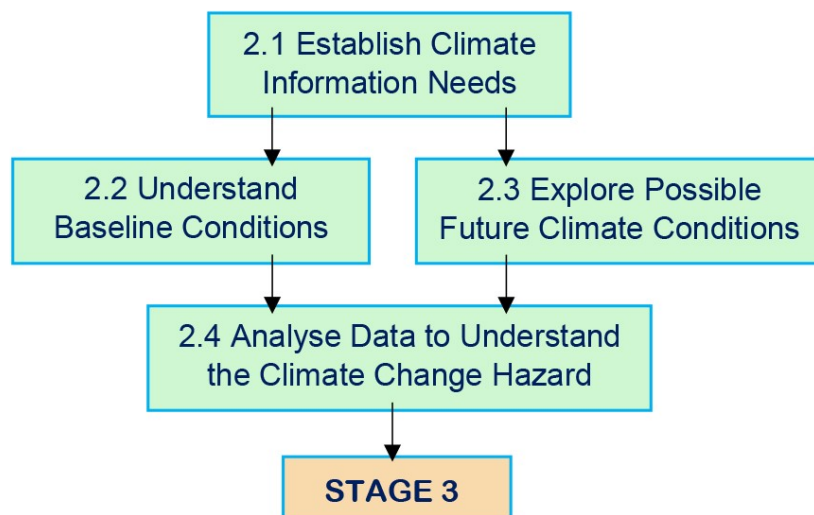 2.1 Establish Climate
Information Needs
2.2 Understand
Baseline Conditions
2.3 Explore Possible
Future Climate Conditions
2.4 Analyse Data to Understand
the Climate Change Hazard
STAGE 3